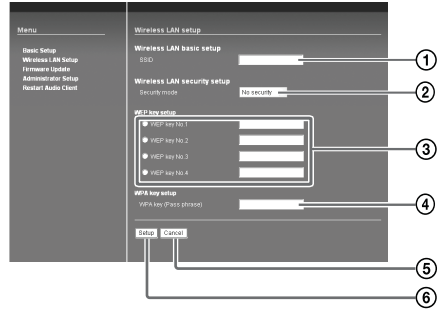 Menu
Basic Setup
Wireless LAN Setup
Firmware Update
Administrator Setup
Restart Audio Client
Wireless LAN setup
Wireless LAN basic setup
SSID
1
Wireless LAN security setup
Security mode
No security
2
WEP key setup
WEP key No.1
WEP key No.2
WEP key No.3
WEP key No.4
3
WPA key setup
WPA key (Pass phrase)
4
Setup
Cancel
5
6